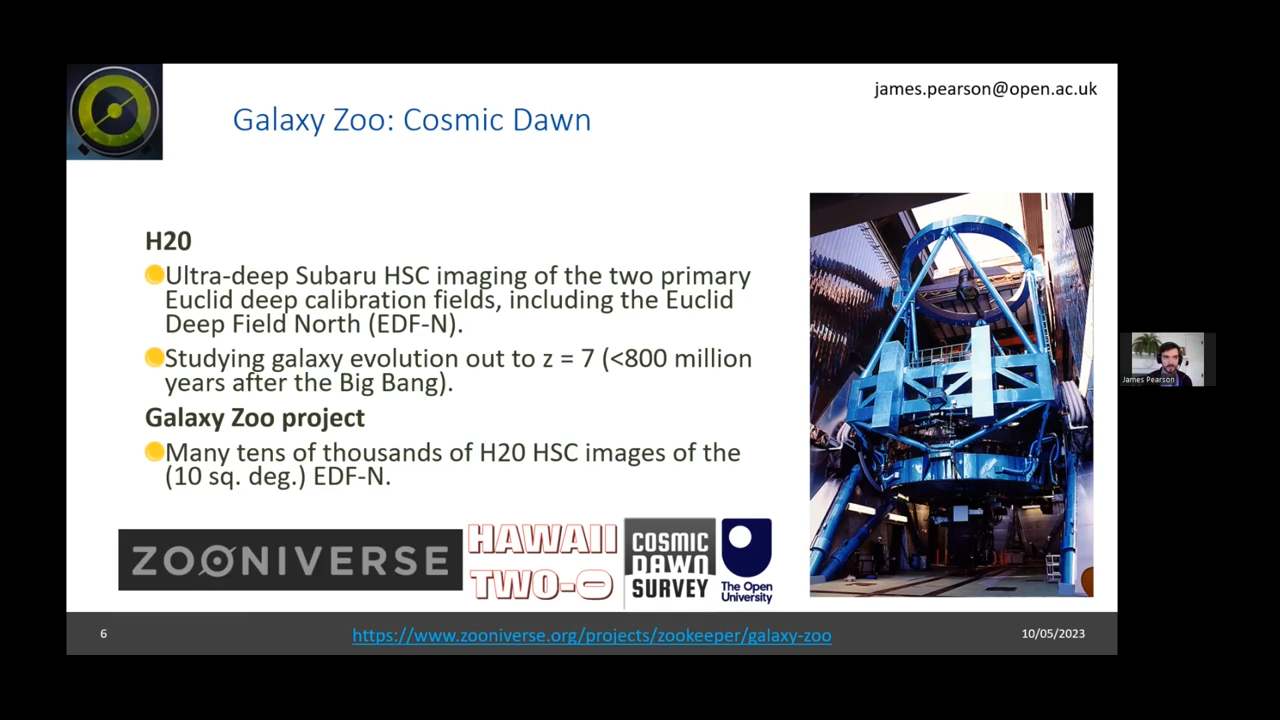 james.pearson@open.ac.uk
Galaxy Zoo: Cosmic Dawn
H20
Ultra-deep Subaru HSC imaging of the two primary
Euclid deep calibration fields, including the Euclid
Deep Field North (EDF-N).
Studying galaxy evolution out to z = 7 (<800 million
years after the Big Bang).
Galaxy Zoo project
Many tens of thousands of H20 HSC images of the
(10 sq. deg.) EDF-N.
ZOONIVERSE
HAWAII
TWO-O
COSMIC
DAWN
SURVEY
The Open
University
6
https://www.zooniverse.org/projects/zookeeper/galaxy-zoo
10/05/2023
James Pearson